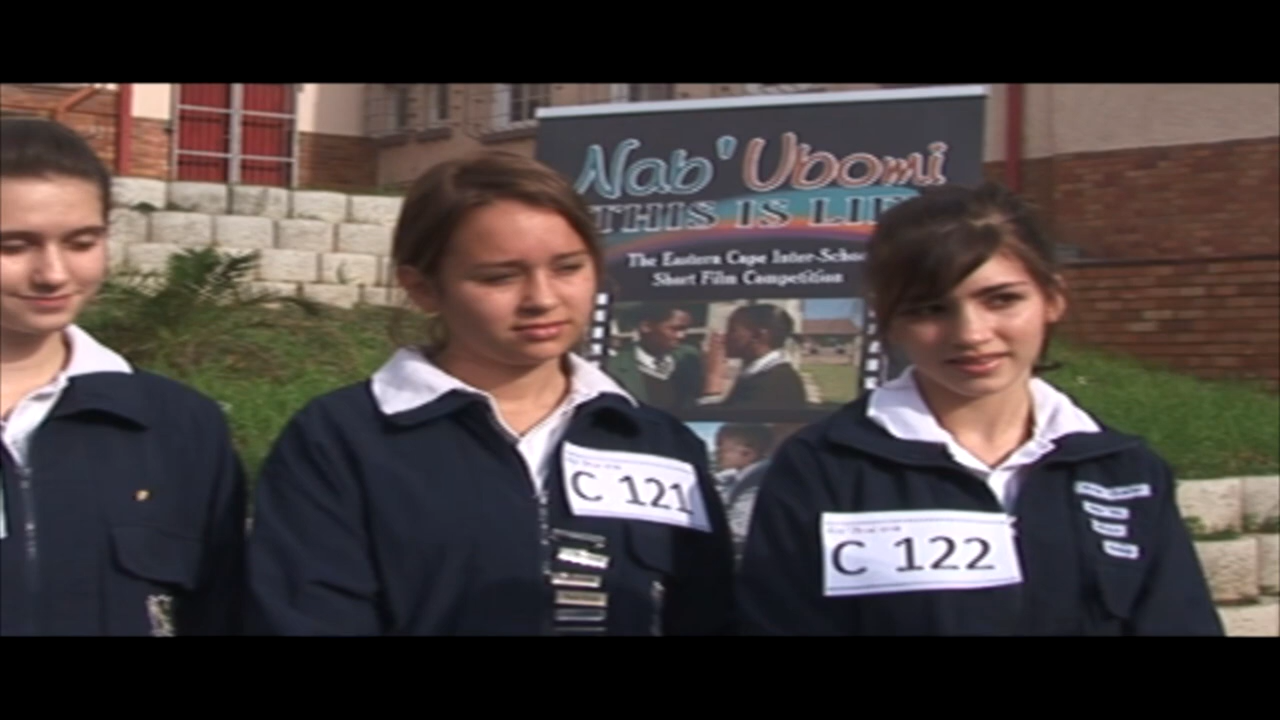 Nab' Ubomi
THIS IS LI
The Eastern Cape Inter-Schoo
Short Film Competition
C 121
C 122